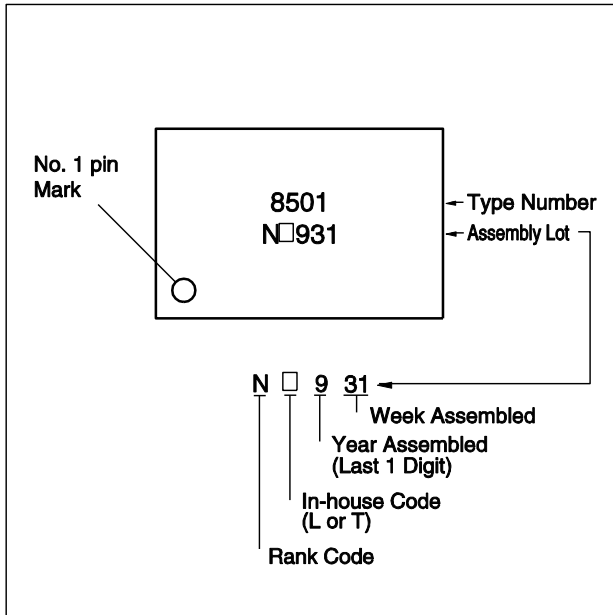 No. 1 pin
Mark
8501
N□931
Type Number
Assembly Lot
N □ 9 31
Week Assembled
Year Assembled
(Last 1 Digit)
In-house Code
(L or T)
Rank Code